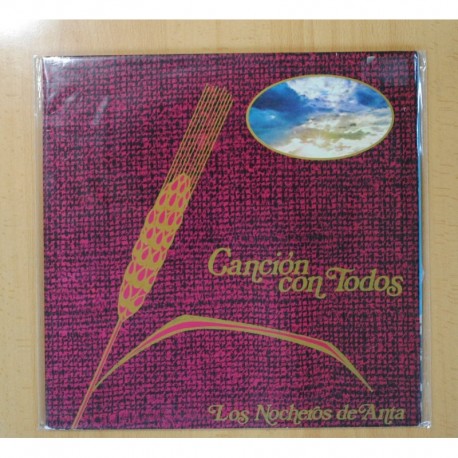 Canción
con Todos
Los Nocheros de Anta